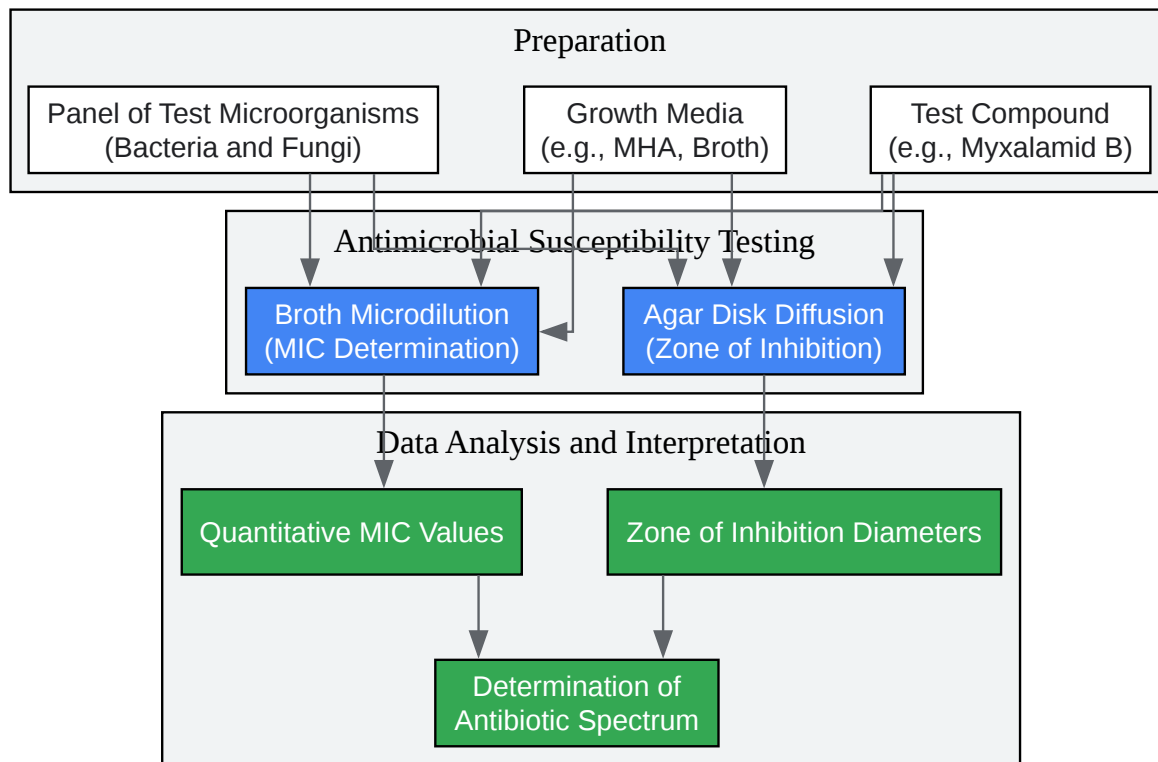 Preparation
Panel of Test Microorganisms
(Bacteria and Fungi)
Growth Media
(e.g., MHA, Broth)
Test Compound
(e.g., Myxalamid B)
Antimicrobial Susceptibility Testing
Broth Microdilution
(MIC Determination)
Agar Disk Diffusion
(Zone of Inhibition)
Data Analysis and Interpretation
Quantitative MIC Values
Zone of Inhibition Diameters
Determination of
Antibiotic Spectrum